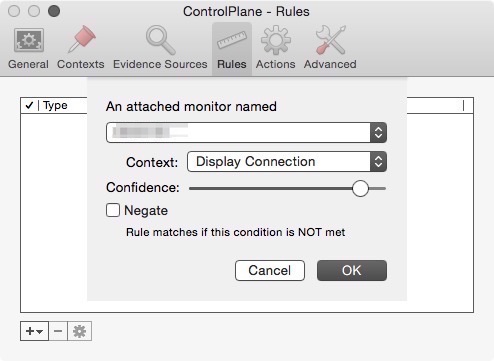 ControlPlane - Rules
General Contexts Evidence Sources Rules Actions Advanced
✓ Type
An attached monitor named
Context: Display Connection
Confidence:
Negate
Rule matches if this condition is NOT met
Cancel OK